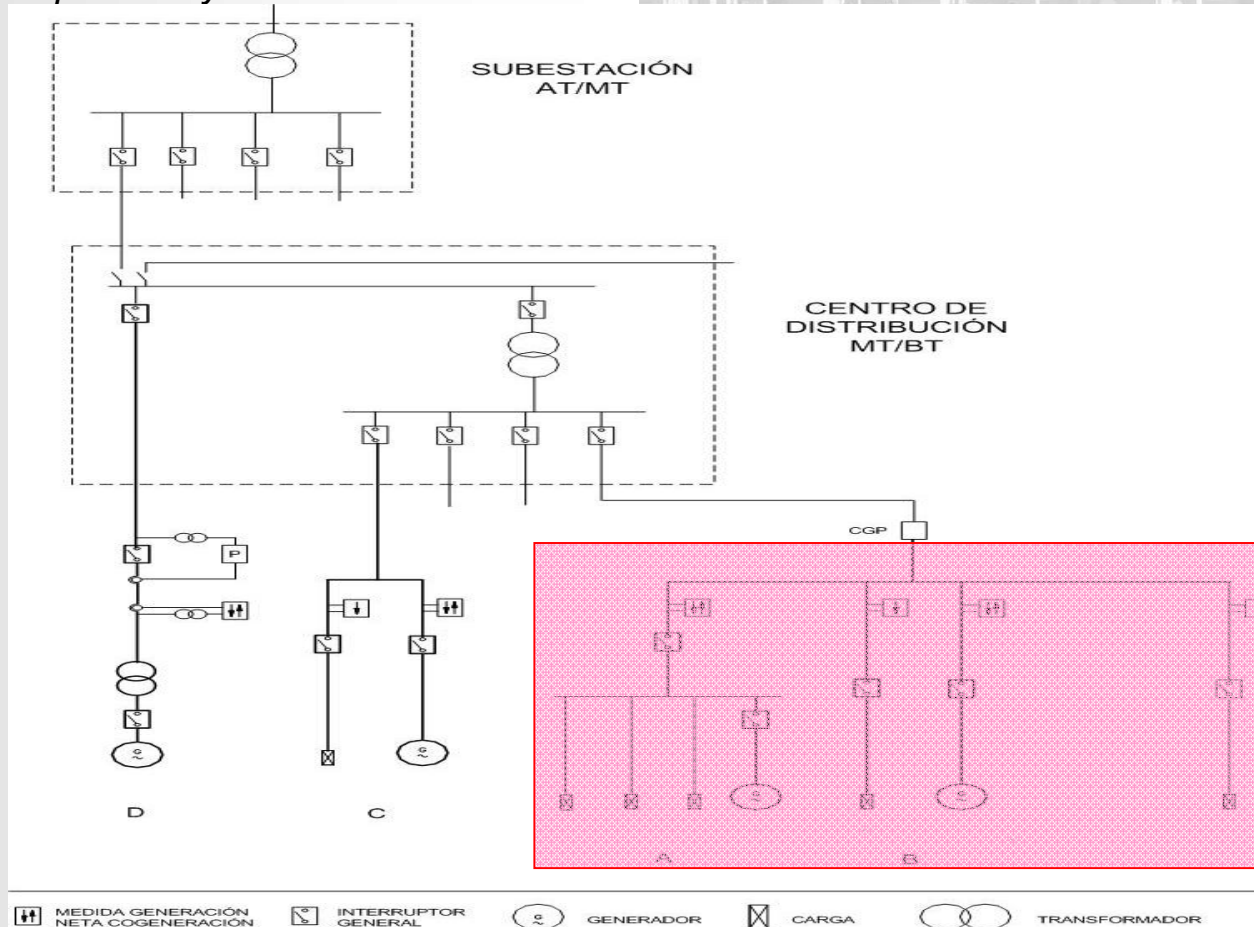 SUBESTACIÓN
AT/MT
CENTRO DE
DISTRIBUCIÓN
MT/BT
CGP
P
G
~
G
~
G
~
G
~
D
C
A
B
MEDIDA GENERACIÓN
NETA COGENERACIÓN
INTERRUPTOR
GENERAL
G
~
GENERADOR
CARGA
TRANSFORMADOR